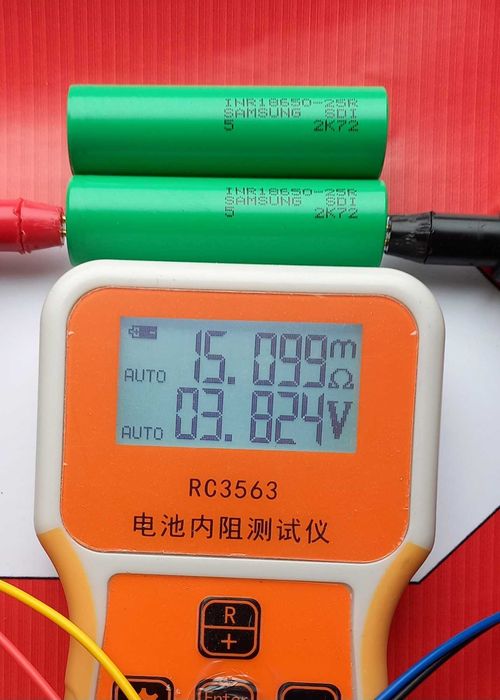 INR18650-25R
SAMSUNG SDI
5 2K72
INR18650-25R
SAMSUNG SDI
5 2K72
AUTO 15.099mΩ
AUTO 03.824V
RC3563
电池内阻测试仪
R
+
Enter